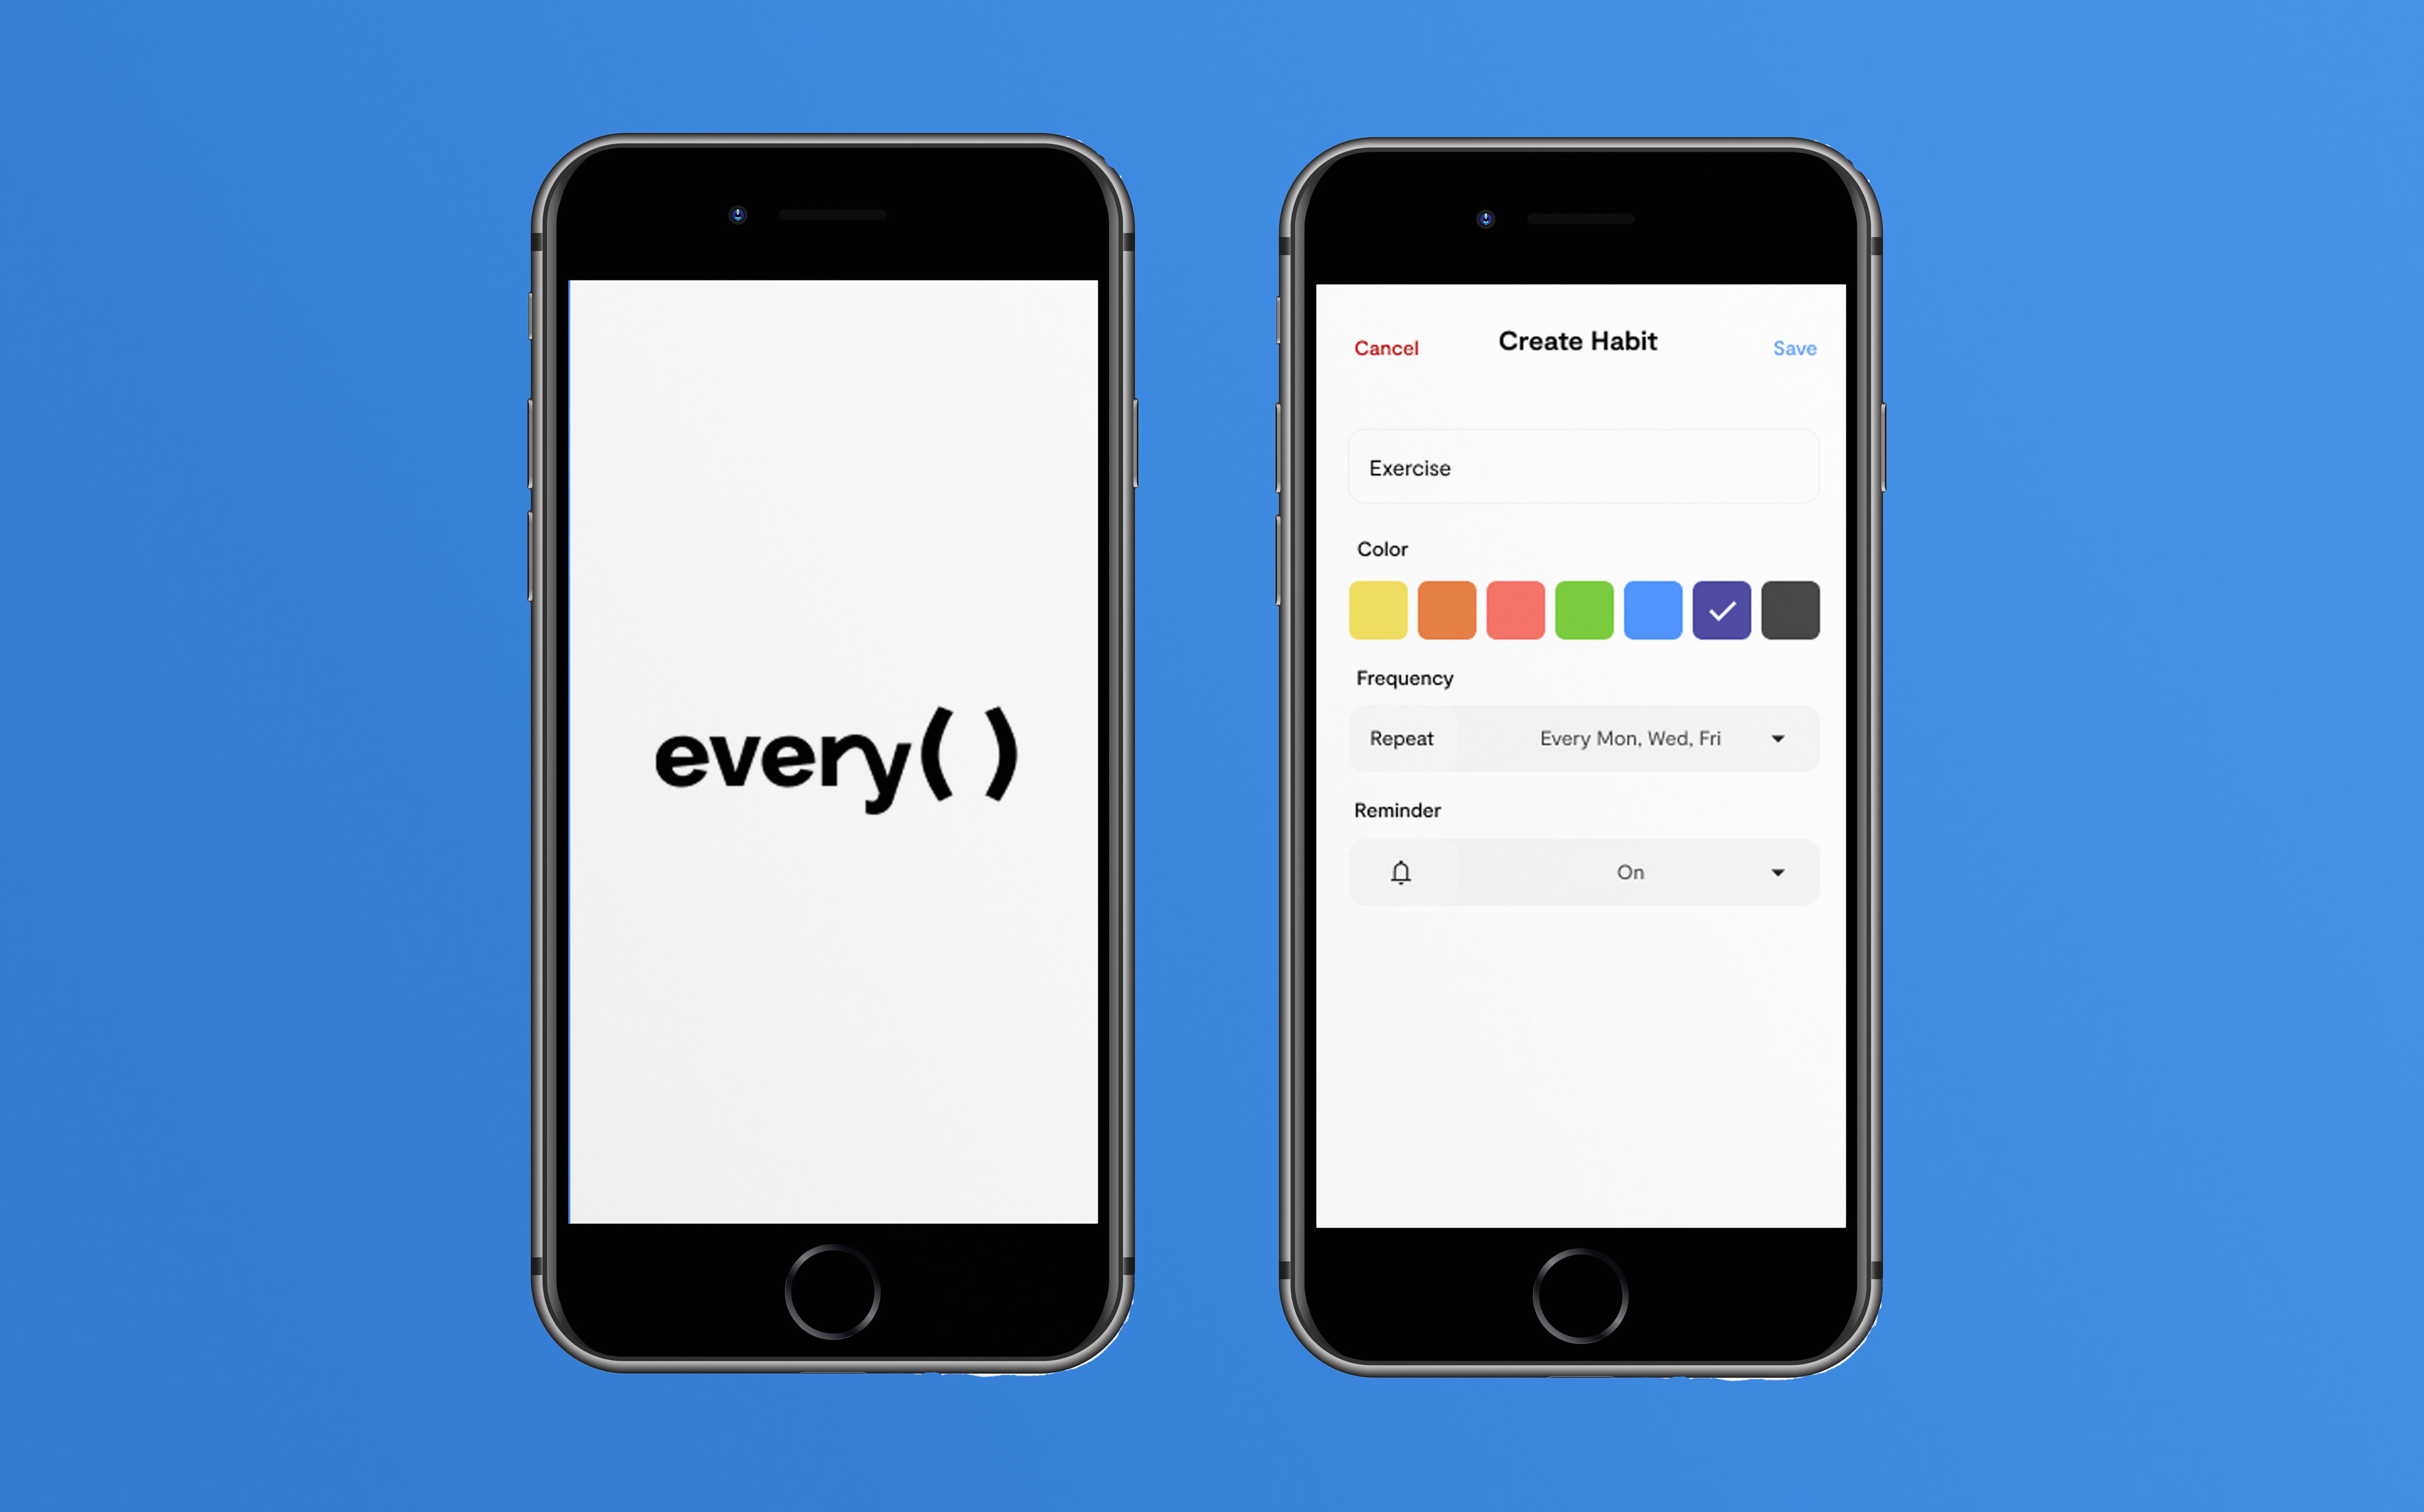 every( )
Cancel Create Habit Save
Exercise
Color
Frequency
Repeat Every Mon, Wed, Fri
Reminder
On